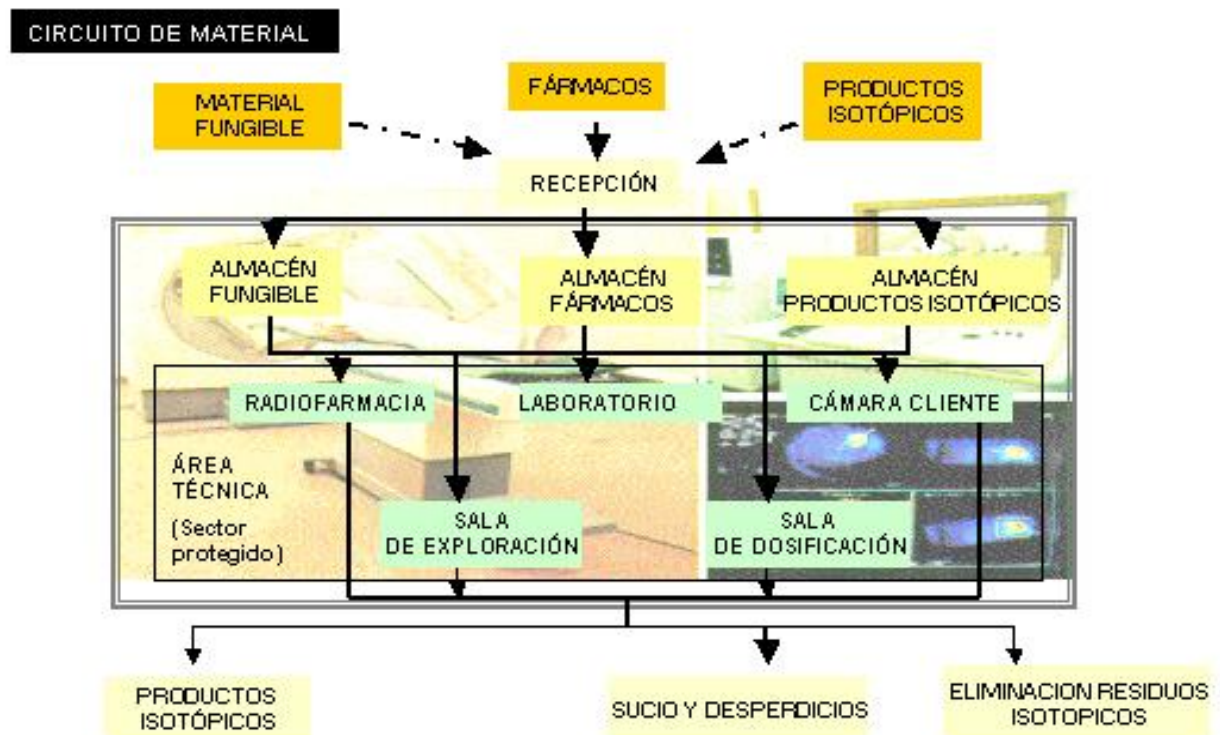 CIRCUITO DE MATERIAL
MATERIAL
FUNGIBLE
FÁRMACOS
PRODUCTOS
ISOTÓPICOS
RECEPCIÓN
ALMACÉN
FUNGIBLE
ALMACÉN
FÁRMACOS
ALMACÉN
PRODUCTOS ISOTÓPICOS
RADIOFARMACIA
LABORATORIO
CÁMARA CLIENTE
ÁREA
TÉCNICA
(Sector
protegido)
SALA
DE EXPLORACIÓN
SALA
DE DOSIFICACIÓN
PRODUCTOS
ISOTÓPICOS
SUCIO Y DESPERDICIOS
ELIMINACION RESIDUOS
ISOTOPICOS